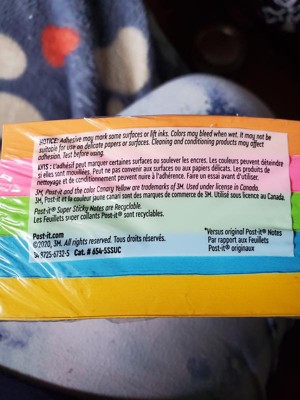 NOTICE: Adhesive may mark some surfaces or lift inks. Colors may bleed when wet. It may not be
suitable for use on delicate papers or surfaces. Cleaning and conditioning products may affect
adhesion. Test before using.
AVIS : L'adhésif peut marquer certaines surfaces ou soulever les encres. Les couleurs peuvent déteindre
si elles sont mouillées. Peut ne pas convenir aux surfaces ou aux papiers délicats. Les produits de
nettoyage et de conditionnement peuvent nuire à l'adhérence. Faire un essai avant d'utiliser.
3M, Post-it and the color Canary Yellow are trademarks of 3M. Used under license in Canada.
3M, Post-it et la couleur jaune canari sont des marques de commerce de 3M. Utilisé sous licence au Canada.
Post-it® Super Sticky Notes are Recyclable.
Les Feuillets super collants Post-it® sont recyclables.
Post-it.com
©2020, 3M. All rights reserved. Tous droits réservés.
34-8725-6732-5 Cat. # 654-5SSUC
*Versus original Post-it® Notes
Par rapport aux Feuillets
Post-it® originaux